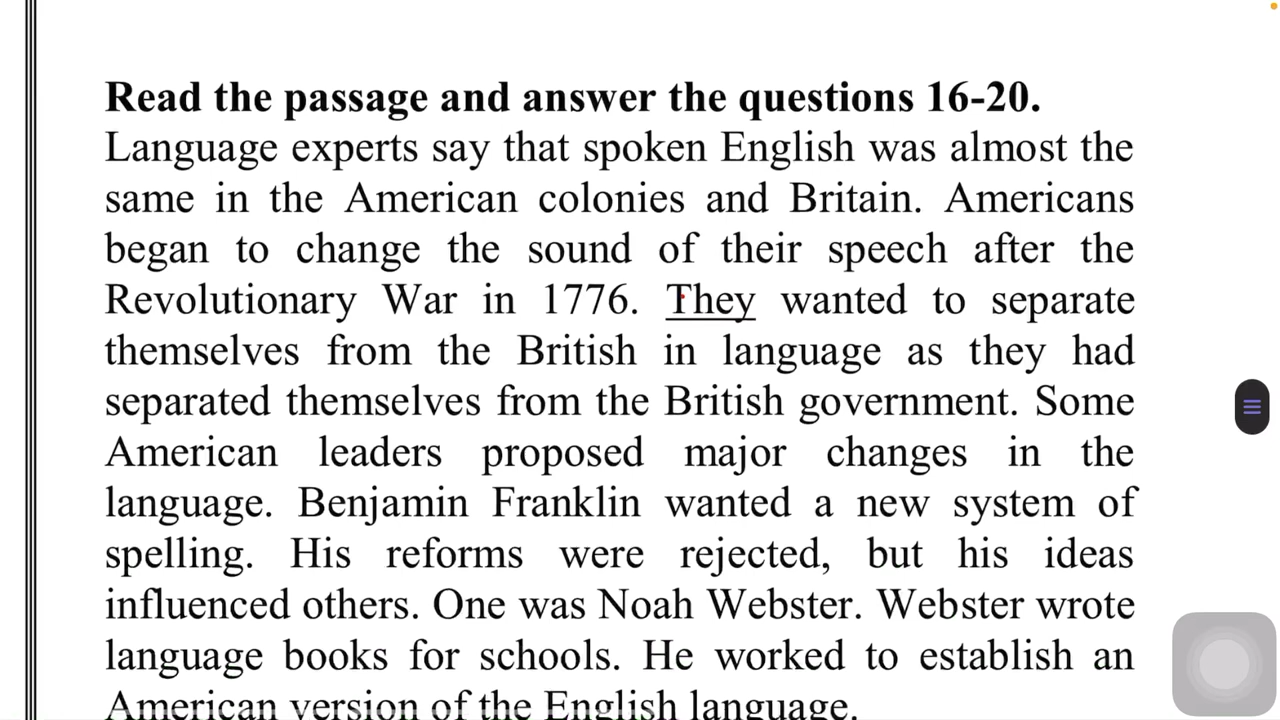 Read the passage and answer the questions 16-20.
Language experts say that spoken English was almost the
same in the American colonies and Britain. Americans
began to change the sound of their speech after the
Revolutionary War in 1776. They wanted to separate
themselves from the British in language as they had
separated themselves from the British government. Some
American leaders proposed major changes in the
language. Benjamin Franklin wanted a new system of
spelling. His reforms were rejected, but his ideas
influenced others. One was Noah Webster. Webster wrote
language books for schools. He worked to establish an
American version of the English language.